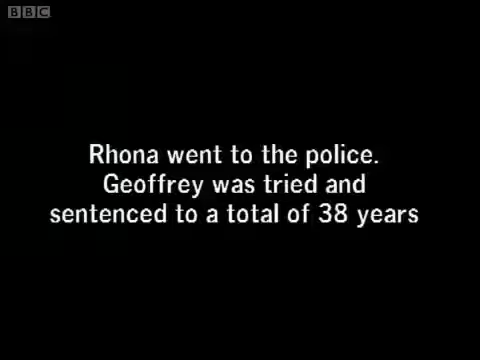 BBC
Rhona went to the police.
Geoffrey was tried and
sentenced to a total of 38 years